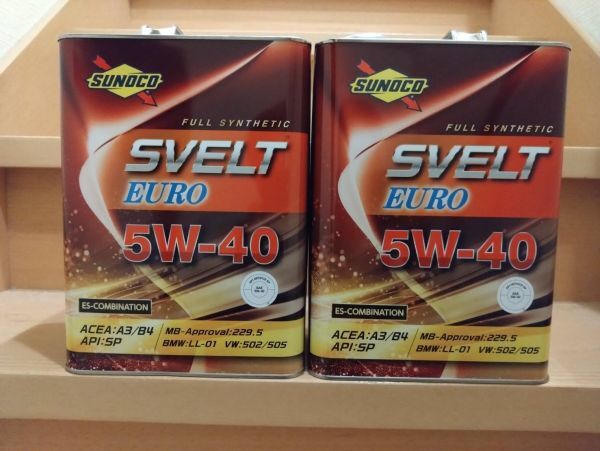 SUNOCO
FULL SYNTHETIC
SVELT
EURO
5W-40
ES-COMBINATION
ACEA:A3/B4
API:SP
MB-Approval:229.5
BMW:LL-01 VW:502/505
SUNOCO
FULL SYNTHETIC
SVELT
EURO
5W-40
ES-COMBINATION
ACEA:A3/B4
API:SP
MB-Approval:229.5
BMW:LL-01 VW:502/505